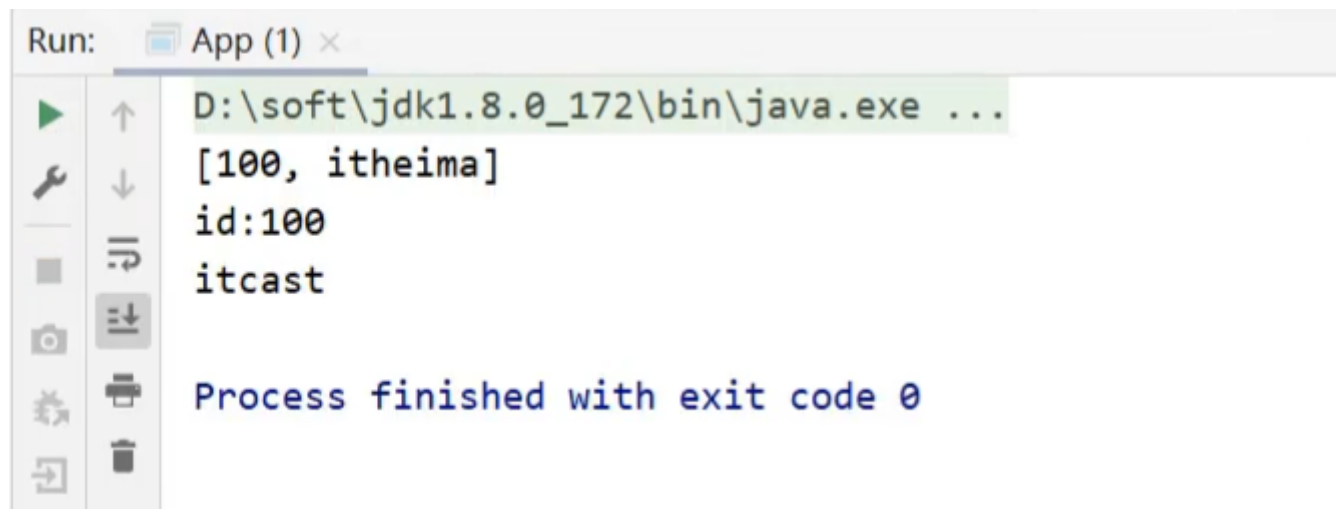 Run: App (1)
D:\soft\jdk1.8.0_172\bin\java.exe ...
[100, itheima]
id:100
itcast
Process finished with exit code 0